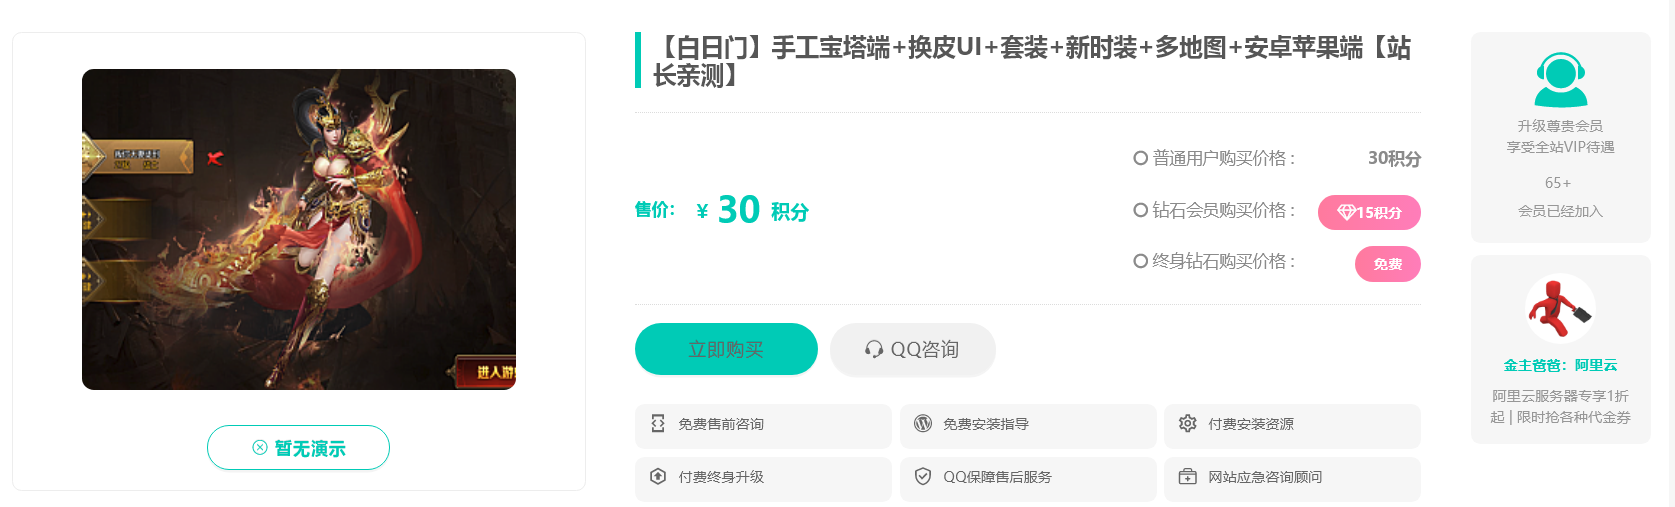 【白日门】手工宝塔端+换皮UI+套装+新时装+多地图+安卓苹果端【站
长亲测】
普通用户购买价格 :
30积分
售价:
¥ 30 积分
钻石会员购买价格 :
15积分
终身钻石购买价格 :
免费
立即购买
QQ咨询
免费售前咨询
免费安装指导
付费安装资源
付费终身升级
QQ保障售后服务
网站应急咨询顾问
进入游
暂无演示
升级尊贵会员
享受全站VIP待遇
65+
会员已经加入
金主爸爸：阿里云
阿里云服务器专享1折
起 | 限时抢各种代金券